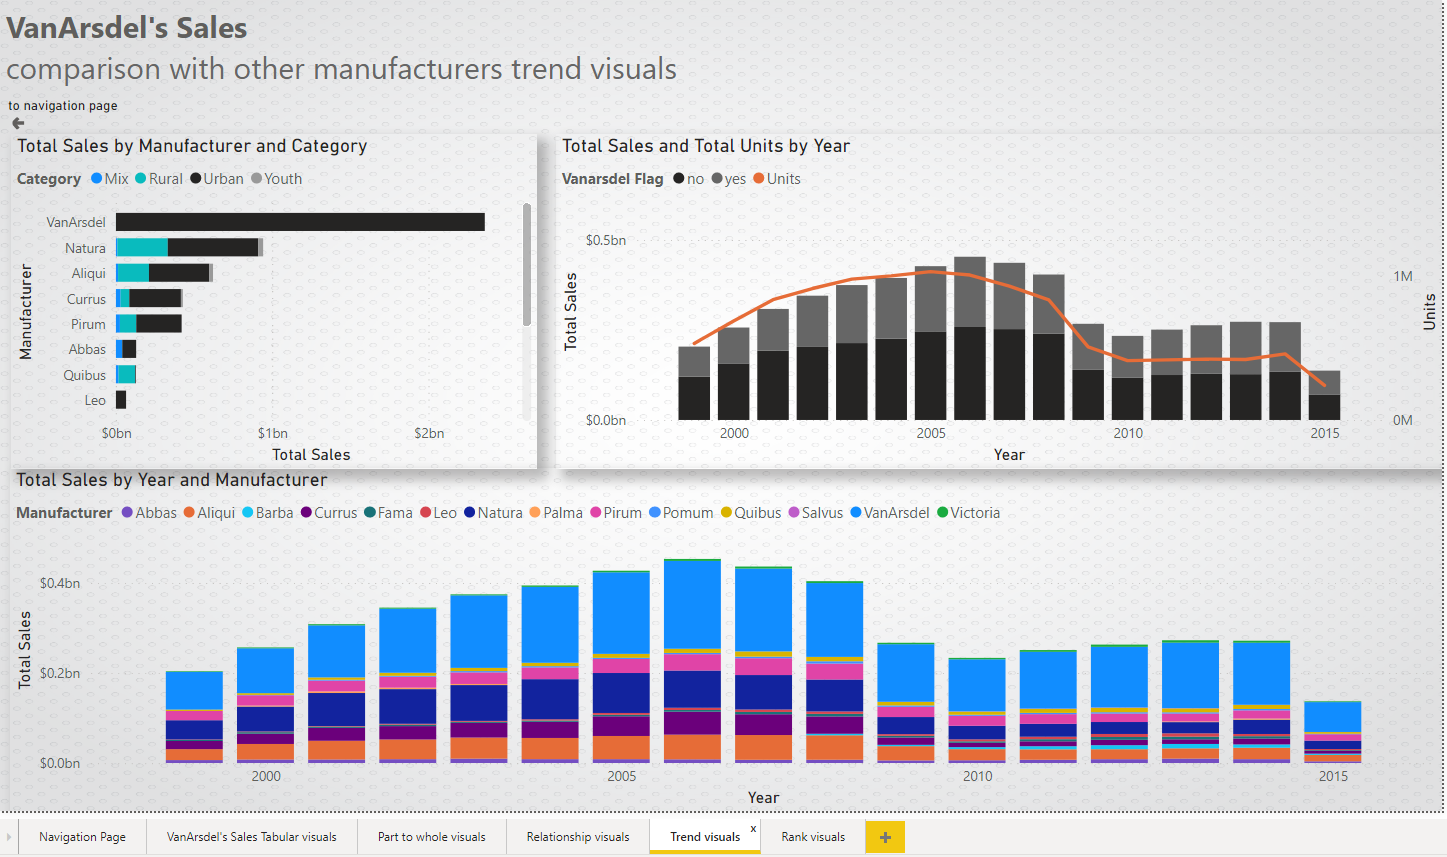 VanArsdel's Sales
comparison with other manufacturers trend visuals
to navigation page
Total Sales by Manufacturer and Category
Category Mix Rural Urban Youth
Manufacturer
VanArsdel
Natura
Aliqui
Currus
Pirum
Abbas
Quibus
Leo
$0bn $1bn $2bn
Total Sales
Total Sales and Total Units by Year
Vanarsdel Flag no yes Units
Total Sales
$0.5bn
$0.0bn
1M
0M
Units
2000 2005 2010 2015
Year
Total Sales by Year and Manufacturer
Manufacturer Abbas Aliqui Barba Currus Fama Leo Natura Palma Pirum Pomum Quibus Salvus VanArsdel Victoria
Total Sales
$0.4bn
$0.2bn
$0.0bn
2000 2005 2010 2015
Year
Navigation Page VanArsdel's Sales Tabular visuals Part to whole visuals Relationship visuals Trend visuals x Rank visuals +